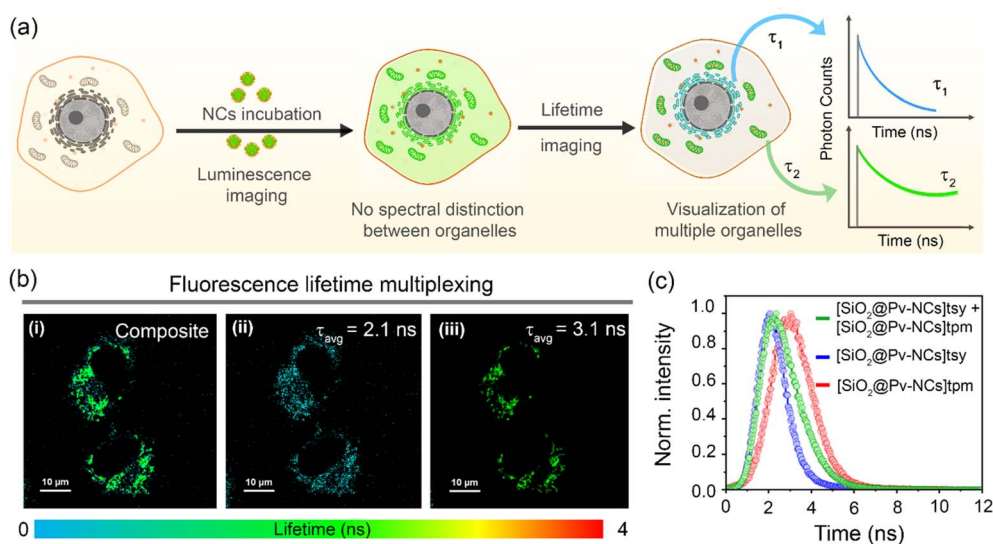 (a)
NCs incubation
Luminescence
imaging
No spectral distinction
between organelles
Lifetime
imaging
Visualization of
multiple organelles
τ1
τ2
Photon Counts
τ1
Time (ns)
τ2
Time (ns)
(b)
Fluorescence lifetime multiplexing
(i)
Composite
10 µm
(ii)
τavg = 2.1 ns
10 µm
(iii)
τavg = 3.1 ns
10 µm
0
Lifetime (ns)
4
(c)
Norm. intensity
1.0
0.8
0.6
0.4
0.2
0.0
0 2 4 6 8 10 12
Time (ns)
[SiO2@Pv-NCs]tsy +
[SiO2@Pv-NCs]tpm
[SiO2@Pv-NCs]tsy
[SiO2@Pv-NCs]tpm